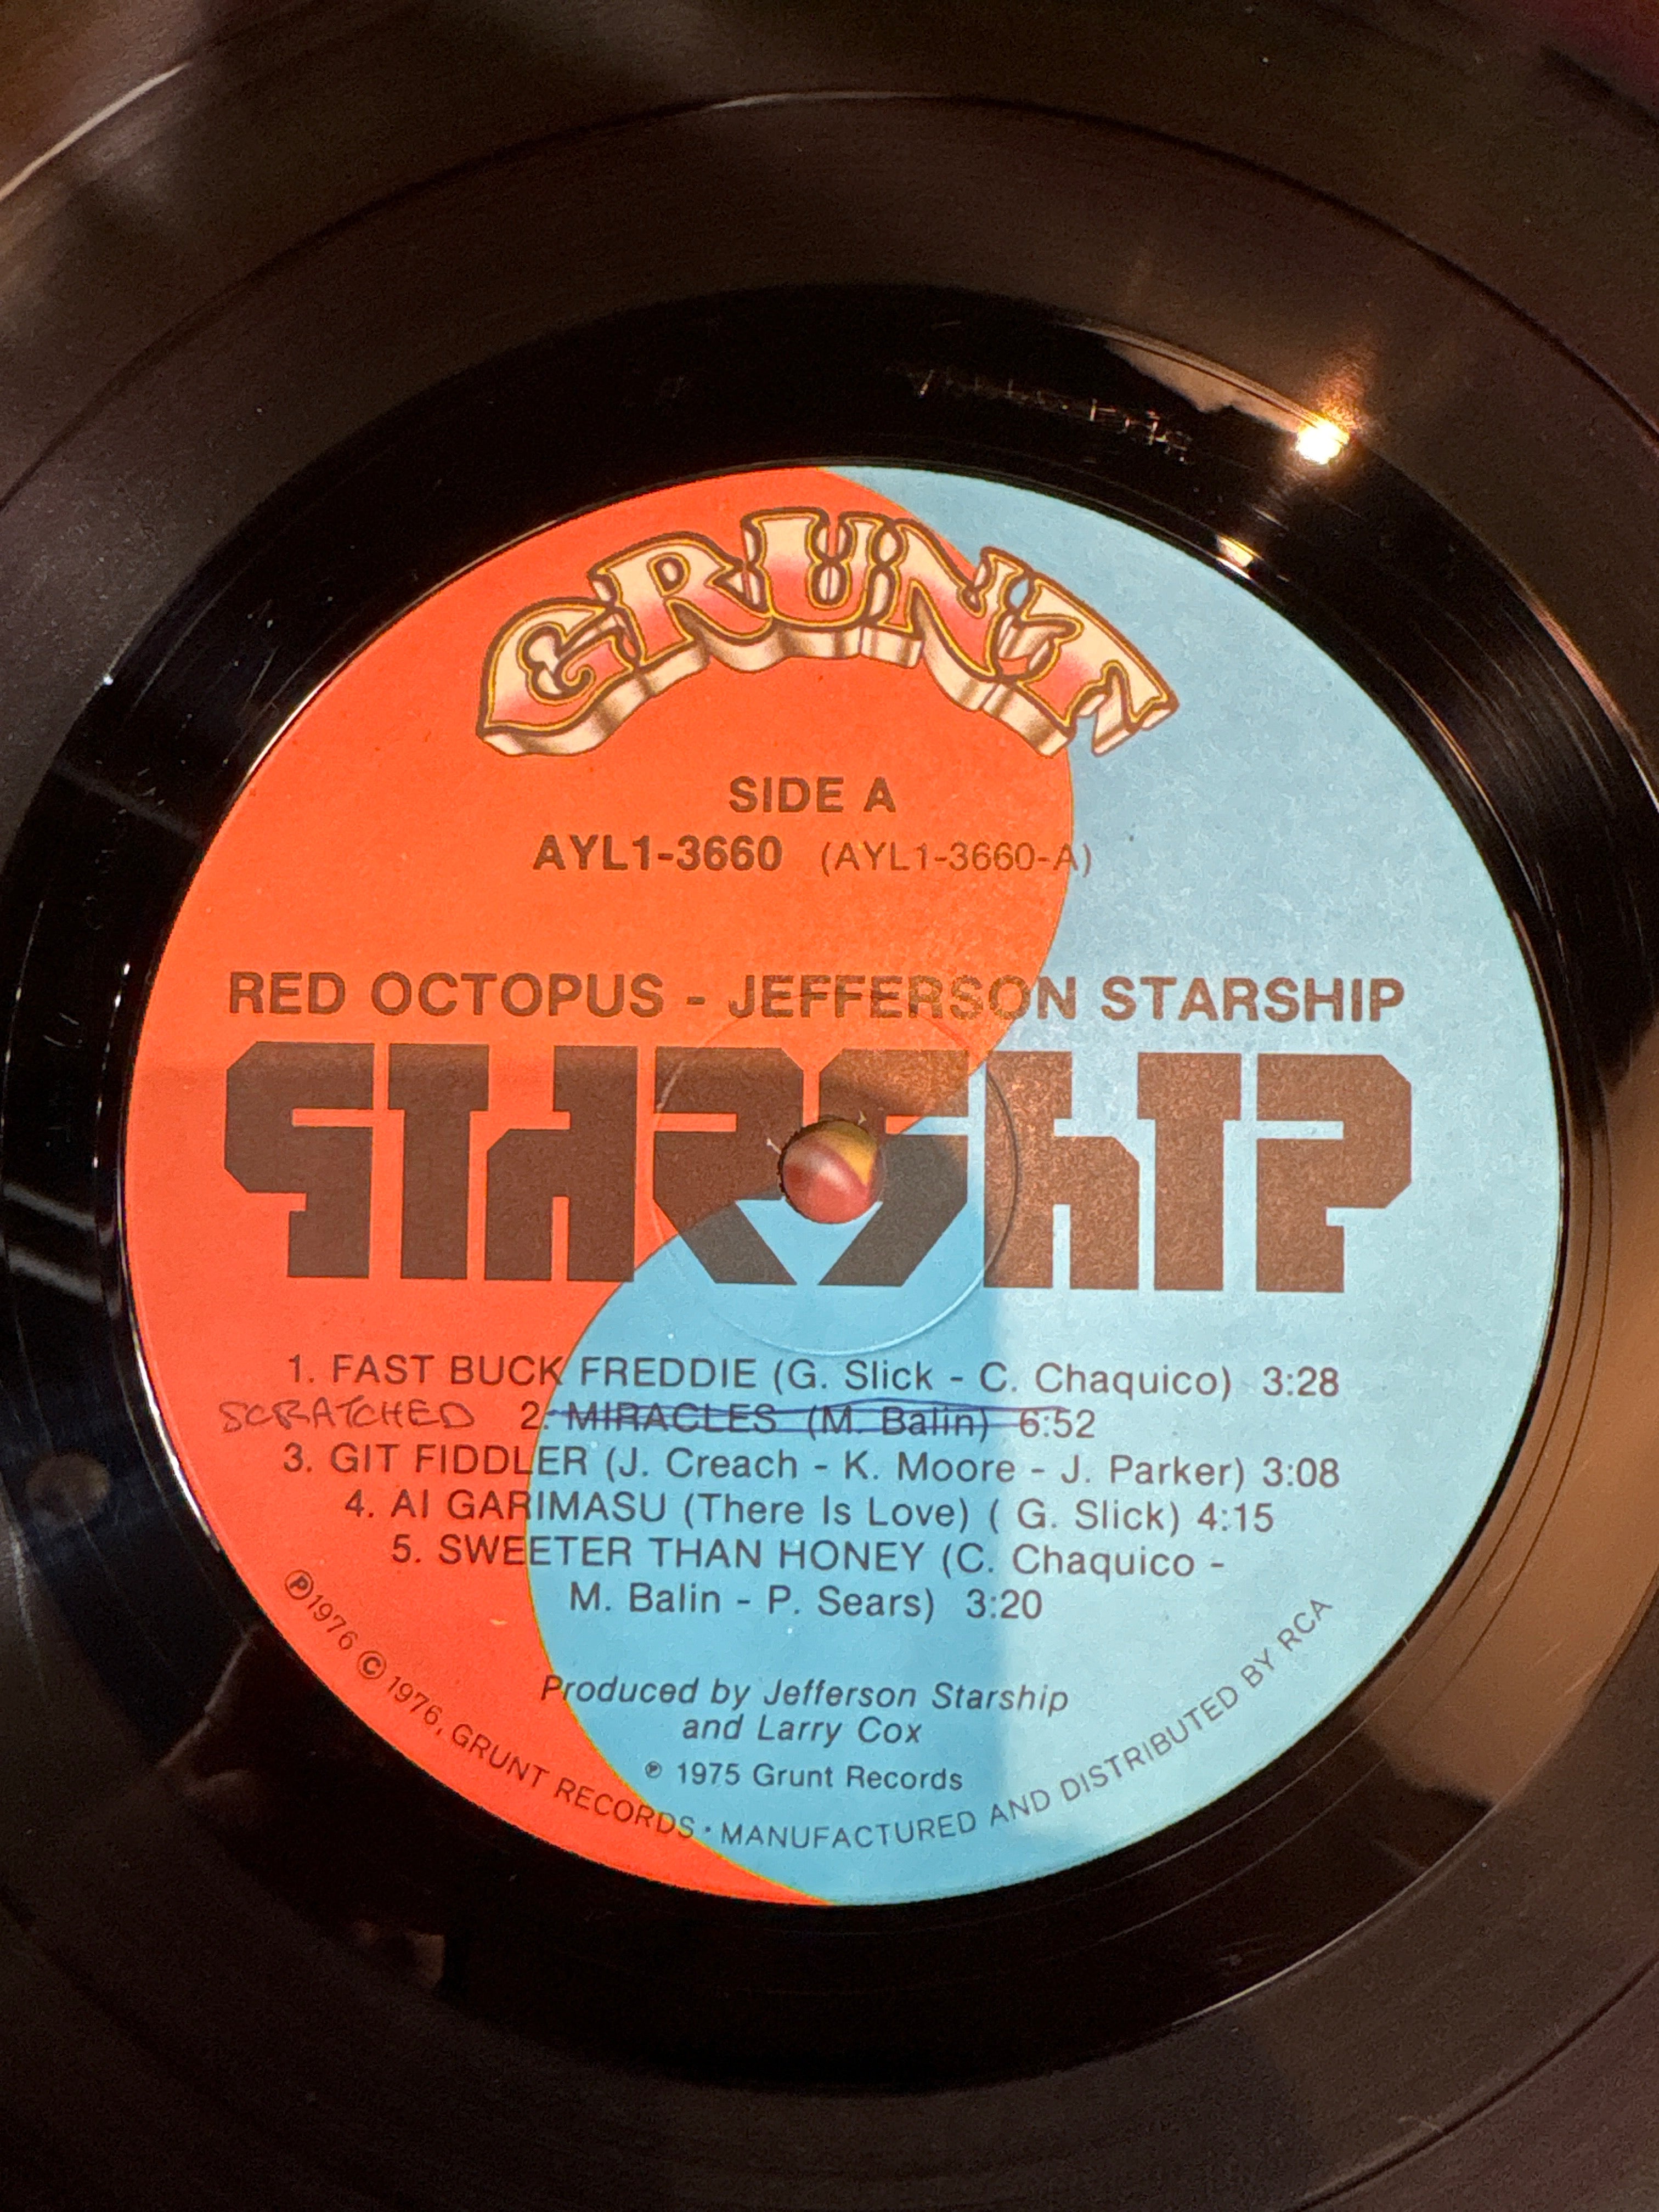 GRUNT
SIDE A
AYL1-3660 (AYL1-3660-A)
RED OCTOPUS - JEFFERSON STARSHIP
STARSHIP
1. FAST BUCK FREDDIE (G. Slick - C. Chaquico) 3:28
SCRATCHED 2. MIRACLES (M. Balin) 6:52
3. GIT FIDDLER (J. Creach - K. Moore - J. Parker) 3:08
4. AI GARIMASU (There Is Love) ( G. Slick) 4:15
5. SWEETER THAN HONEY (C. Chaquico -
M. Balin - P. Sears) 3:20
Produced by Jefferson Starship
and Larry Cox
℗ 1975 Grunt Records
℗1976 © 1976, GRUNT RECORDS • MANUFACTURED AND DISTRIBUTED BY RCA